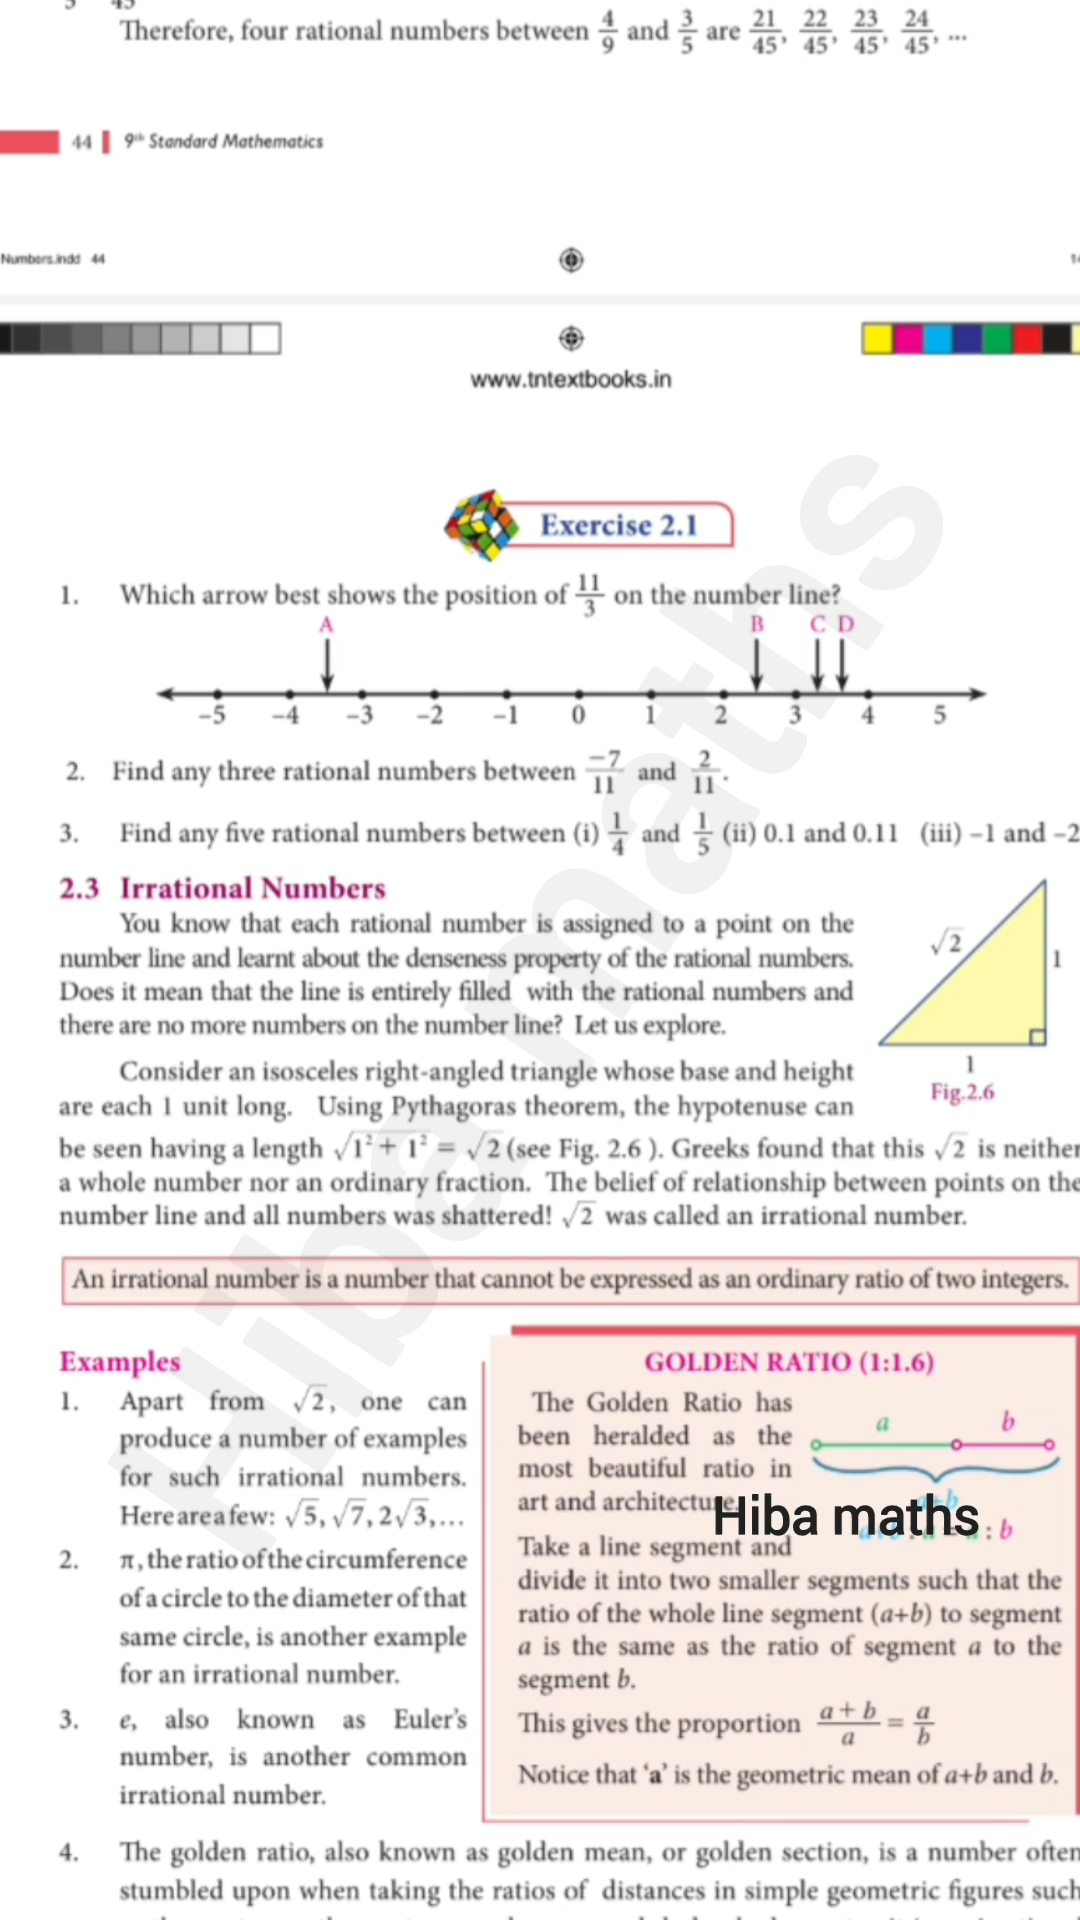 Therefore, four rational numbers between 4/9 and 3/5 are 21/45, 22/45, 23/45, 24/45, ...
44 9th Standard Mathematics
Numbers.indd 44
www.tntextbooks.in
Exercise 2.1
1. Which arrow best shows the position of 11/3 on the number line?
A B C D
–5 –4 –3 –2 –1 0 1 2 3 4 5
2. Find any three rational numbers between –7/11 and 2/11.
3. Find any five rational numbers between (i) 1/4 and 1/5 (ii) 0.1 and 0.11 (iii) –1 and –2
2.3 Irrational Numbers
You know that each rational number is assigned to a point on the
number line and learnt about the denseness property of the rational numbers.
Does it mean that the line is entirely filled with the rational numbers and
there are no more numbers on the number line? Let us explore.
√2
1
1
Fig.2.6
Consider an isosceles right-angled triangle whose base and height
are each 1 unit long. Using Pythagoras theorem, the hypotenuse can
be seen having a length √1² + 1² = √2 (see Fig. 2.6 ). Greeks found that this √2 is neither
a whole number nor an ordinary fraction. The belief of relationship between points on the
number line and all numbers was shattered! √2 was called an irrational number.
An irrational number is a number that cannot be expressed as an ordinary ratio of two integers.
Examples
1. Apart from √2, one can
produce a number of examples
for such irrational numbers.
Here are a few: √5, √7, 2√3,...
2. π, the ratio of the circumference
of a circle to the diameter of that
same circle, is another example
for an irrational number.
3. e, also known as Euler's
number, is another common
irrational number.
GOLDEN RATIO (1:1.6)
The Golden Ratio has
been heralded as the
most beautiful ratio in
art and architecture.
a b
: b
Take a line segment and
divide it into two smaller segments such that the
ratio of the whole line segment (a+b) to segment
a is the same as the ratio of segment a to the
segment b.
This gives the proportion a + b/a = a/b
Notice that ‘a’ is the geometric mean of a+b and b.
4. The golden ratio, also known as golden mean, or golden section, is a number often
stumbled upon when taking the ratios of distances in simple geometric figures such
Hiba maths
Hiba maths